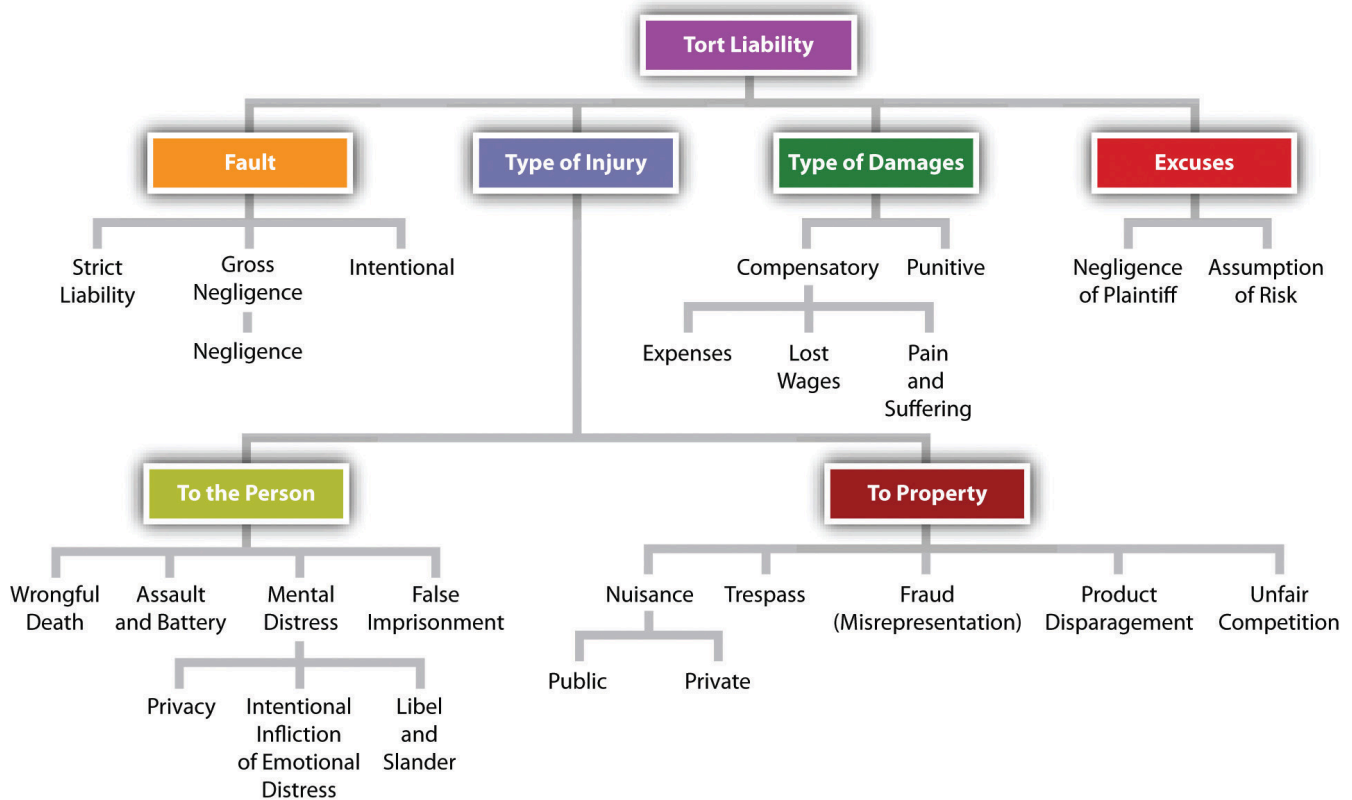 Tort Liability
Fault
Type of Injury
Type of Damages
Excuses
Strict
Liability
Gross
Negligence
Negligence
Intentional
Compensatory
Punitive
Expenses
Lost
Wages
Pain
and
Suffering
Negligence
of Plaintiff
Assumption
of Risk
To the Person
To Property
Wrongful
Death
Assault
and Battery
Mental
Distress
False
Imprisonment
Privacy
Intentional
Infliction
of Emotional
Distress
Libel
and
Slander
Nuisance
Trespass
Fraud
(Misrepresentation)
Product
Disparagement
Unfair
Competition
Public
Private